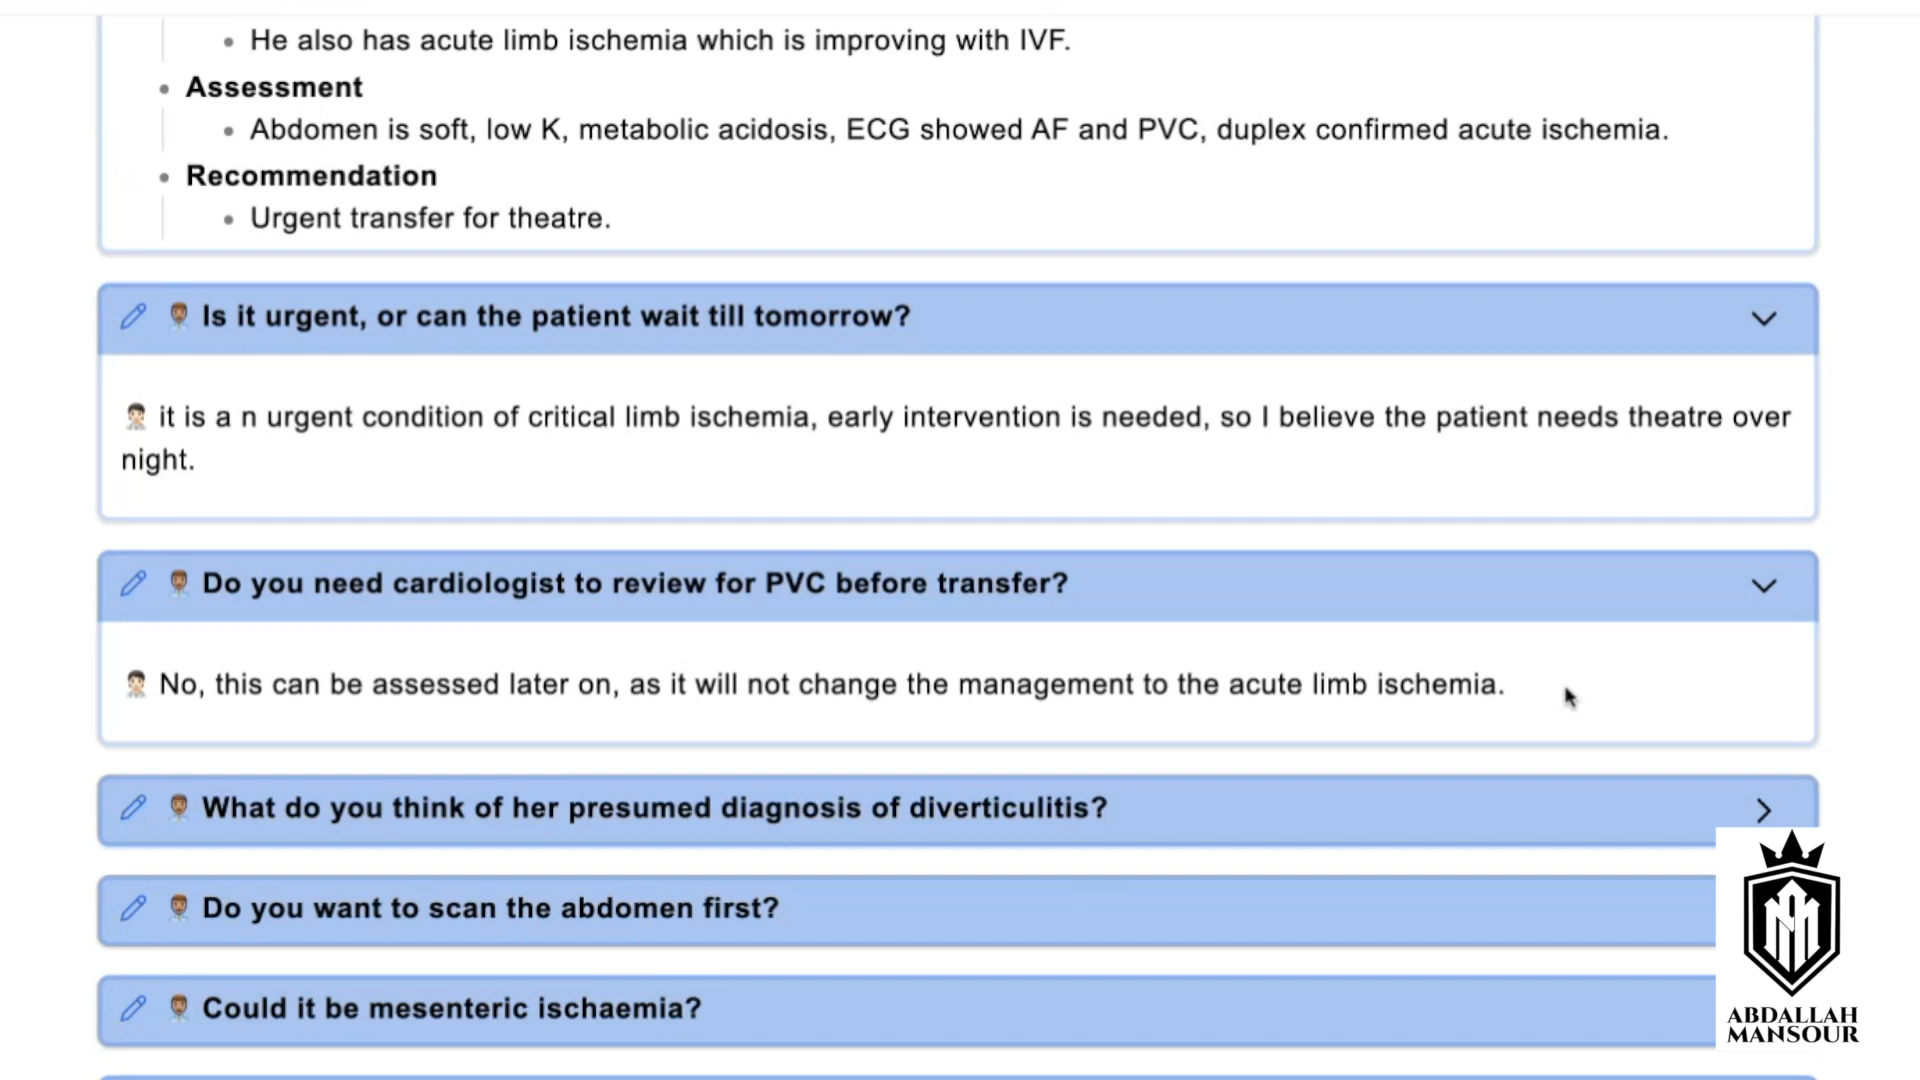 He also has acute limb ischemia which is improving with IVF.
Assessment
Abdomen is soft, low K, metabolic acidosis, ECG showed AF and PVC, duplex confirmed acute ischemia.
Recommendation
Urgent transfer for theatre.
Is it urgent, or can the patient wait till tomorrow?
it is a n urgent condition of critical limb ischemia, early intervention is needed, so I believe the patient needs theatre over
night.
Do you need cardiologist to review for PVC before transfer?
No, this can be assessed later on, as it will not change the management to the acute limb ischemia.
What do you think of her presumed diagnosis of diverticulitis?
Do you want to scan the abdomen first?
Could it be mesenteric ischaemia?
ABDALLAH
MANSOUR